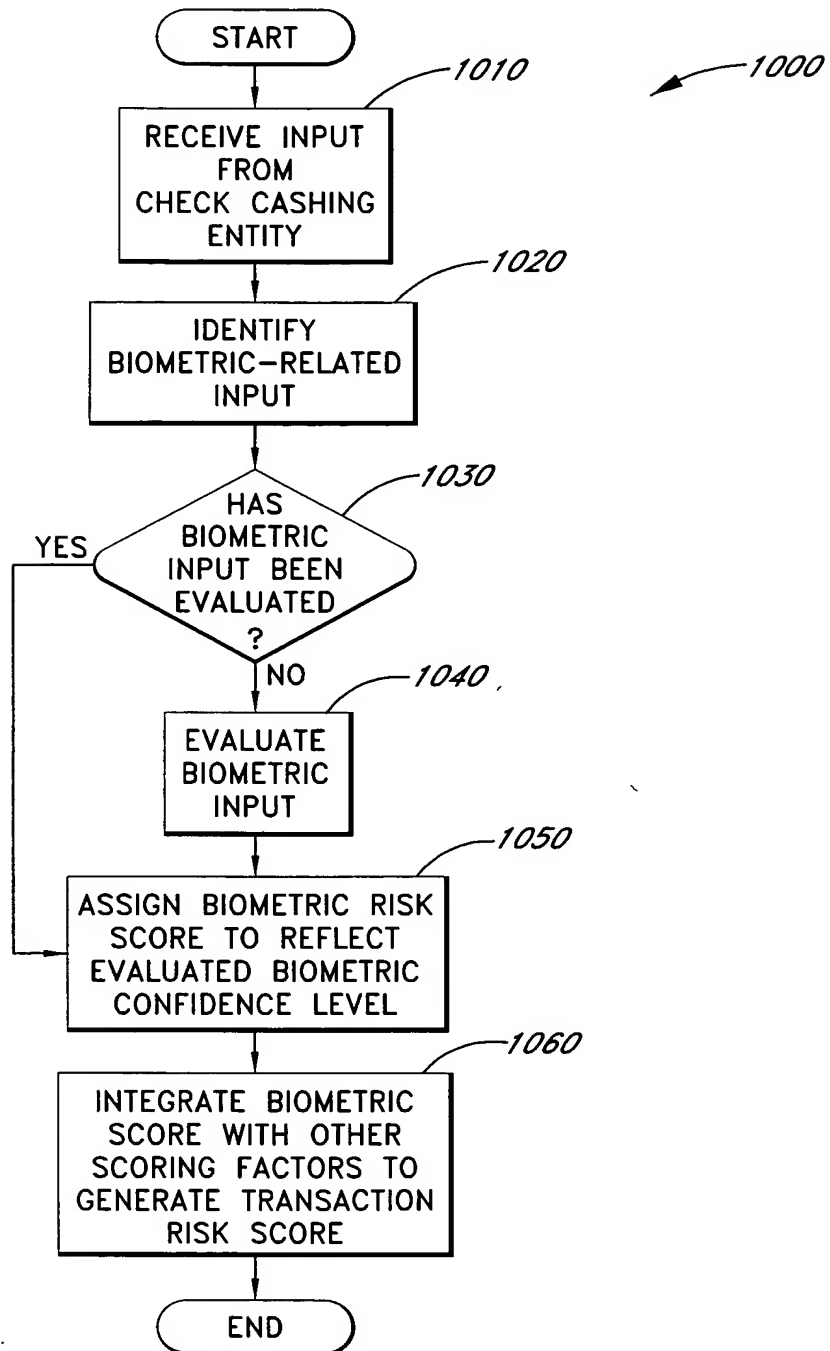 START
1010
1000
RECEIVE INPUT
FROM
CHECK CASHING
ENTITY
1020
IDENTIFY
BIOMETRIC-RELATED
INPUT
1030
HAS
BIOMETRIC
INPUT BEEN
EVALUATED
?
YES
NO
1040
EVALUATE
BIOMETRIC
INPUT
1050
ASSIGN BIOMETRIC RISK
SCORE TO REFLECT
EVALUATED BIOMETRIC
CONFIDENCE LEVEL
1060
INTEGRATE BIOMETRIC
SCORE WITH OTHER
SCORING FACTORS TO
GENERATE TRANSACTION
RISK SCORE
END